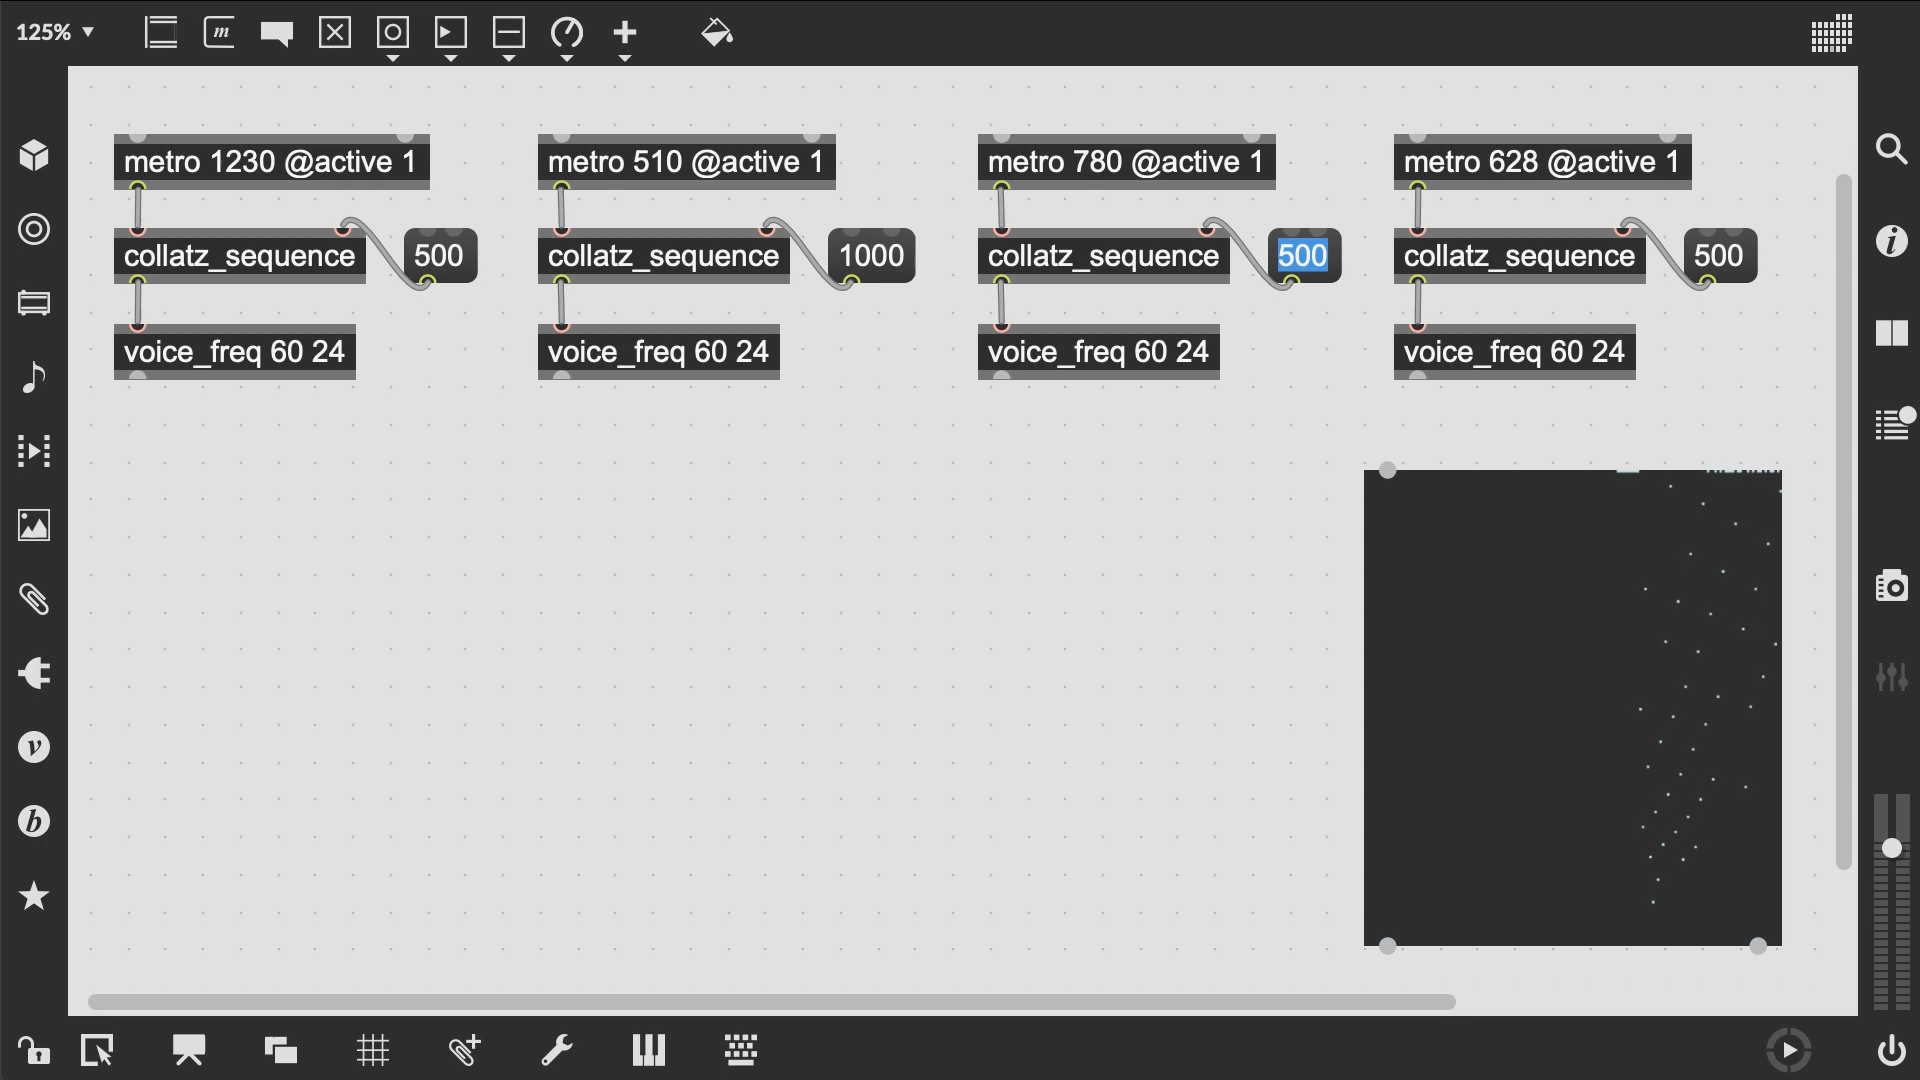 125%
m
metro 1230 @active 1
metro 510 @active 1
metro 780 @active 1
metro 628 @active 1
collatz_sequence
500
collatz_sequence
1000
collatz_sequence
500
collatz_sequence
500
voice_freq 60 24
voice_freq 60 24
voice_freq 60 24
voice_freq 60 24
i
v
b